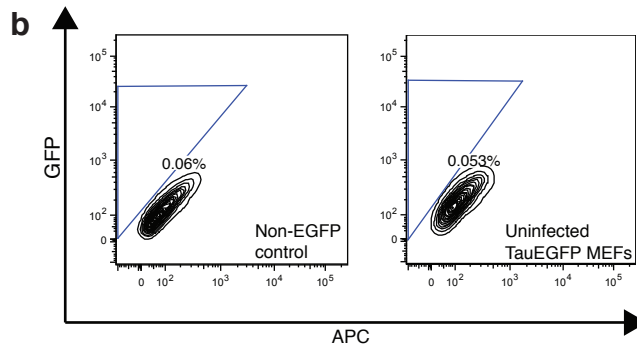 b
GFP
10⁵
10⁴
10³
10²
0
0.06%
Non-EGFP
control
0 10² 10³ 10⁴ 10⁵
10⁵
10⁴
10³
10²
0
0.053%
Uninfected
TauEGFP MEFs
0 10² 10³ 10⁴ 10⁵
APC